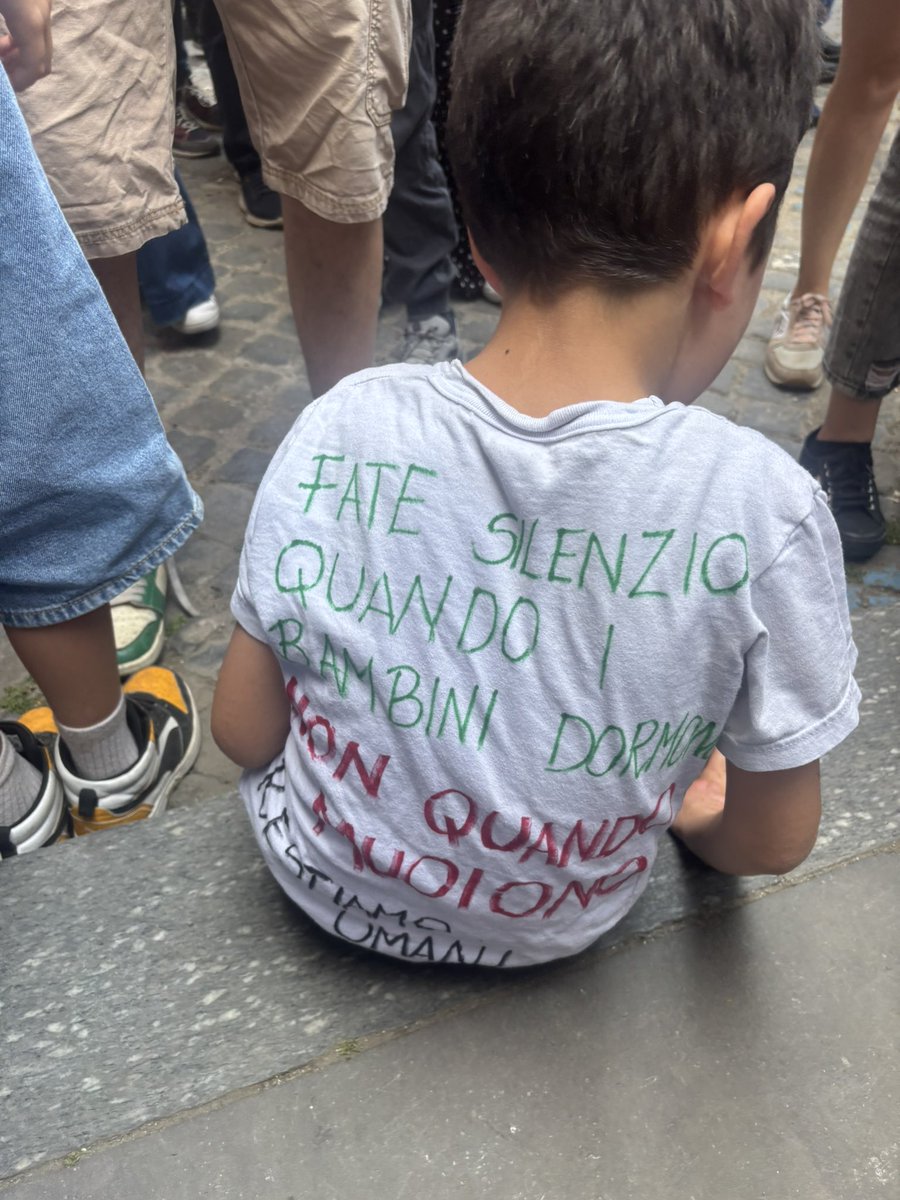 FATE SILENZIO
QUANDO I
BAMBINI DORMONO
NON QUANDO
MUOIONO
RESTIAMO
UMANI